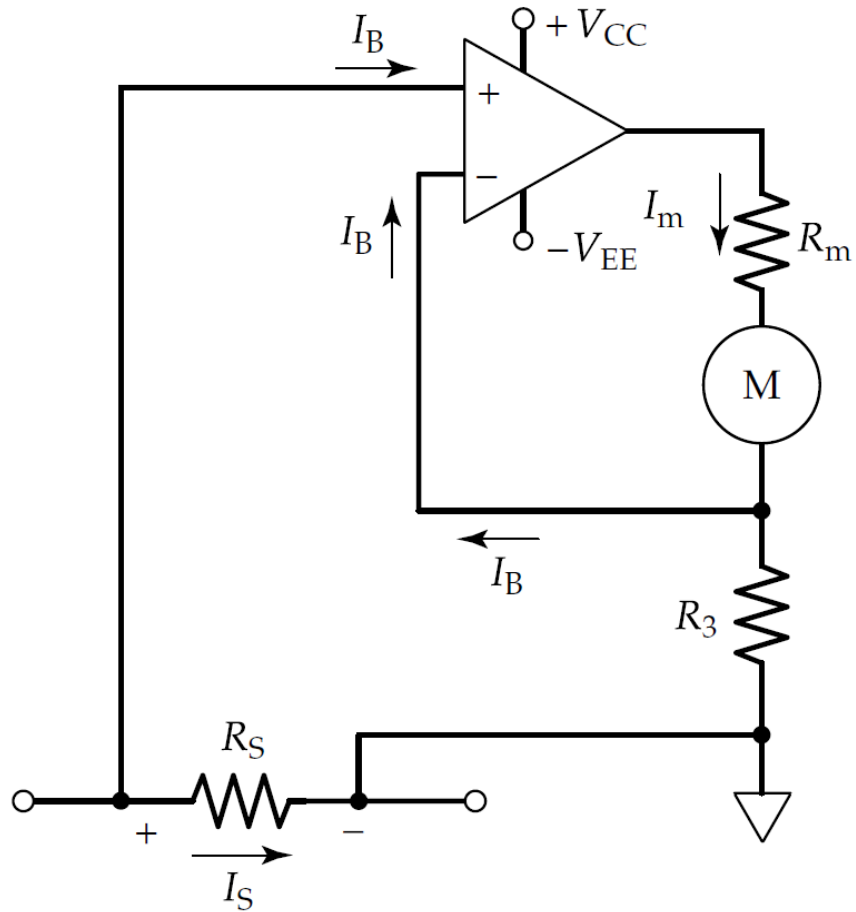 I_B
+V_CC
+
−
I_B
−V_EE
I_m
R_m
M
I_B
R_3
R_S
+
−
I_S